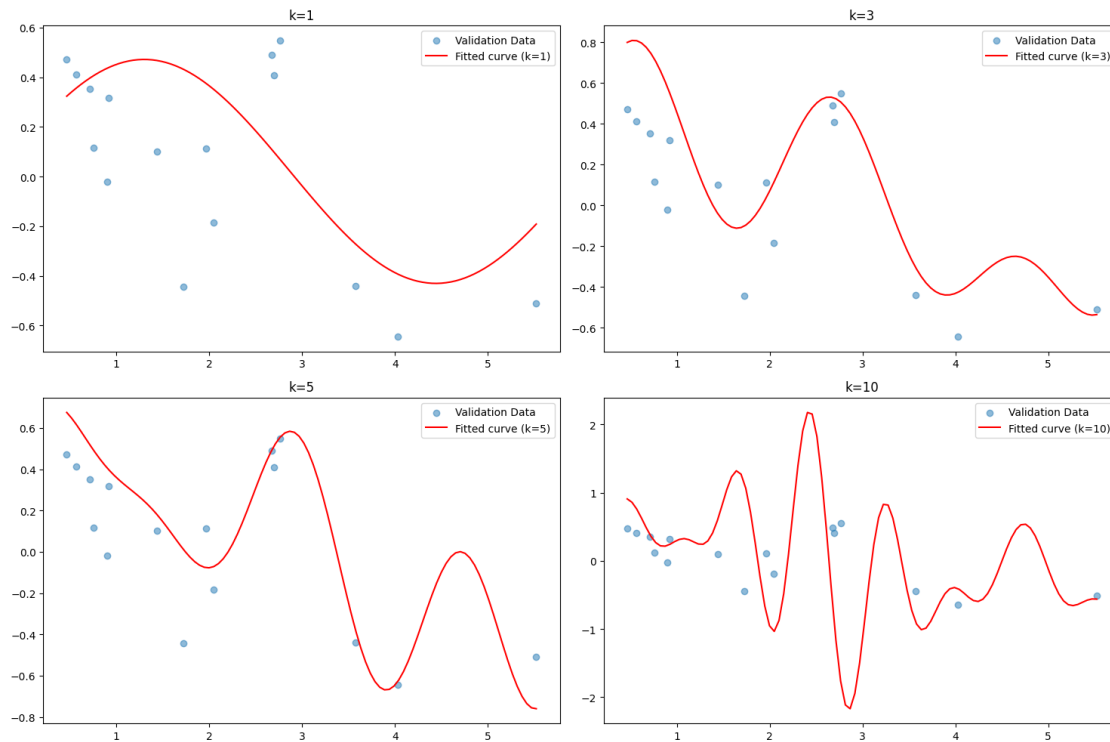 k=1
0.6
0.4
0.2
0.0
−0.2
−0.4
−0.6
1 2 3 4 5
Validation Data
Fitted curve (k=1)
k=3
0.8
0.6
0.4
0.2
0.0
−0.2
−0.4
−0.6
1 2 3 4 5
Validation Data
Fitted curve (k=3)
k=5
0.6
0.4
0.2
0.0
−0.2
−0.4
−0.6
−0.8
1 2 3 4 5
Validation Data
Fitted curve (k=5)
k=10
2
1
0
−1
−2
1 2 3 4 5
Validation Data
Fitted curve (k=10)